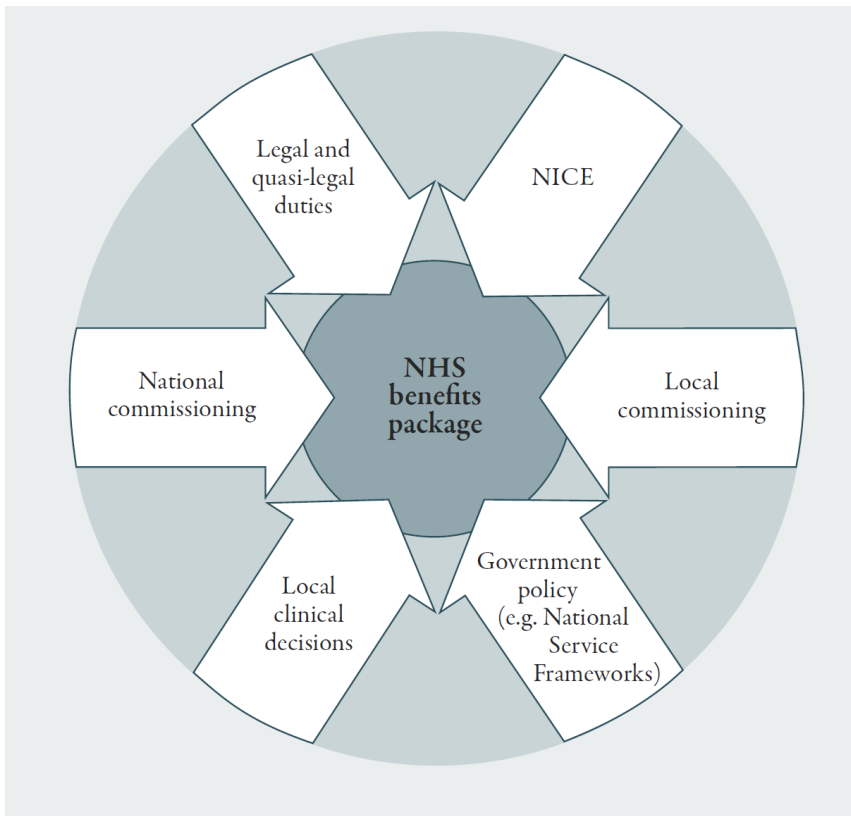 Legal and
quasi-legal
duties
NICE
National
commissioning
NHS
benefits
package
Local
commissioning
Local
clinical
decisions
Government
policy
(e.g. National
Service
Frameworks)